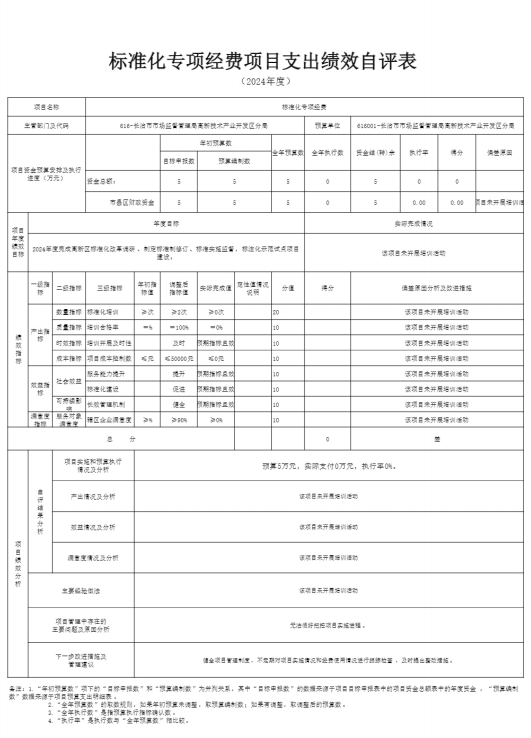 标准化专项经费项目支出绩效自评表
（2024年度）
项目名称 标准化专项经费
主管部门及代码 616-长治市市场监督管理局高新技术产业开发区分局 预算单位 616001-长治市市场监督管理局高新技术产业开发区分局
项目资金预算安排及执行进度（万元） 年初预算数 全年预算数 全年执行数 资金结(转)余 执行率 得分 偏差原因
目标申报数 预算编制数
资金总额： 5 5 5 0 5 0 0
市县区财政资金 5 5 5 0 5 0.00 0.00 项目未开展培训活
项目年度绩效目标 年度目标 实际完成情况
2024年度完成高新区标准化改革调研、制定标准制修订、标准实施监督；标准化示范试点项目建设。 该项目未开展培训活动
绩效指标 一级指标 二级指标 三级指标 年初指标值 调整后指标值 实际完成值 定性值情况说明 分值 得分 偏差原因分析及改进措施
产出指标 数量指标 标准化培训 ≥次 ≥2次 ≥0次 20 该项目未开展培训活动
质量指标 培训合格率 =% =100% =0% 10 该项目未开展培训活动
时效指标 培训开展及时性 及时 预期指标且效 10 该项目未开展培训活动
成本指标 项目成本控制数 ≤元 ≤50000元 ≤0元 10 该项目未开展培训活动
效益指标 社会效益 服务能力提升 提升 预期指标且效 10 该项目未开展培训活动
标准化建设 促进 预期指标且效 10 该项目未开展培训活动
可持续影响 长效管理机制 健全 预期指标且效 10 该项目未开展培训活动
满意度指标 服务对象满意度 辖区企业满意度 ≥% ≥90% ≥0% 10 该项目未开展培训活动
总 分 0 差
项目绩效分析 自评结果分析 项目实施和预算执行情况及分析 预算5万元，实际支付0万元，执行率0%。
产出情况及分析 该项目未开展培训活动
效益情况及分析 该项目未开展培训活动
满意度情况及分析 该项目未开展培训活动
主要经验做法 该项目未开展培训活动
项目管理中存在的主要问题及原因分析 无法很好把控项目实施进程。
下一步改进措施及管理建议 健全项目管理制度，不定期对项目实施情况和经费使用情况进行跟踪检查，及时提出整改措施。
备注：1.“年初预算数”项下的“目标申报数”和“预算编制数”为并列关系，其中“目标申报数”的数据来源于项目目标申报表中的项目资金总额表中的年度资金，“预算编制
数”数据来源于项目预算支出明细表。
2.“全年预算数”的取数规则，如果年初预算未调整，取预算编制数；如果有调整，取调整后的预算数。
3.“全年执行数”是指预算执行指标确认数。
4.“执行率”是执行数与“全年预算数”相比较。